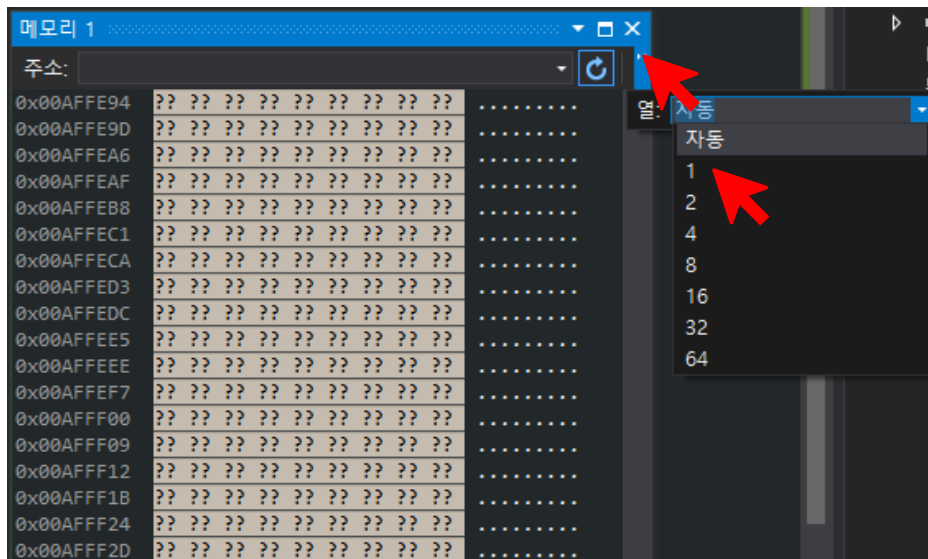 메모리 1
주소:
열: 자동
0x00AFFE94 ?? ?? ?? ?? ?? ?? ?? ?? ?? .........
0x00AFFE9D ?? ?? ?? ?? ?? ?? ?? ?? ?? .........
0x00AFFEA6 ?? ?? ?? ?? ?? ?? ?? ?? ?? .........
0x00AFFEAF ?? ?? ?? ?? ?? ?? ?? ?? ?? .........
0x00AFFEB8 ?? ?? ?? ?? ?? ?? ?? ?? ?? .........
0x00AFFEC1 ?? ?? ?? ?? ?? ?? ?? ?? ?? .........
0x00AFFECA ?? ?? ?? ?? ?? ?? ?? ?? ?? .........
0x00AFFED3 ?? ?? ?? ?? ?? ?? ?? ?? ?? .........
0x00AFFEDC ?? ?? ?? ?? ?? ?? ?? ?? ?? .........
0x00AFFEE5 ?? ?? ?? ?? ?? ?? ?? ?? ?? .........
0x00AFFEEE ?? ?? ?? ?? ?? ?? ?? ?? ?? .........
0x00AFFEF7 ?? ?? ?? ?? ?? ?? ?? ?? ?? .........
0x00AFFF00 ?? ?? ?? ?? ?? ?? ?? ?? ?? .........
0x00AFFF09 ?? ?? ?? ?? ?? ?? ?? ?? ?? .........
0x00AFFF12 ?? ?? ?? ?? ?? ?? ?? ?? ?? .........
0x00AFFF1B ?? ?? ?? ?? ?? ?? ?? ?? ?? .........
0x00AFFF24 ?? ?? ?? ?? ?? ?? ?? ?? ?? .........
0x00AFFF2D ?? ?? ?? ?? ?? ?? ?? ?? ?? .........
자동
1
2
4
8
16
32
64